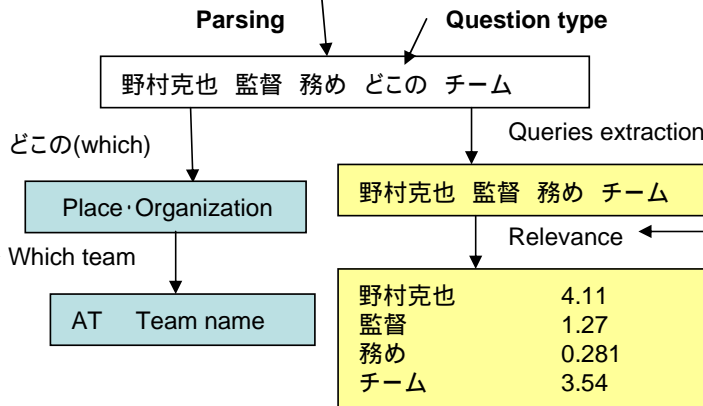 Parsing
Question type
野村克也 監督 務め どこの チーム
どこの(which)
Queries extraction
Place･Organization
野村克也 監督 務め チーム
Which team
Relevance
AT Team name
野村克也 4.11
監督 1.27
務め 0.281
チーム 3.54